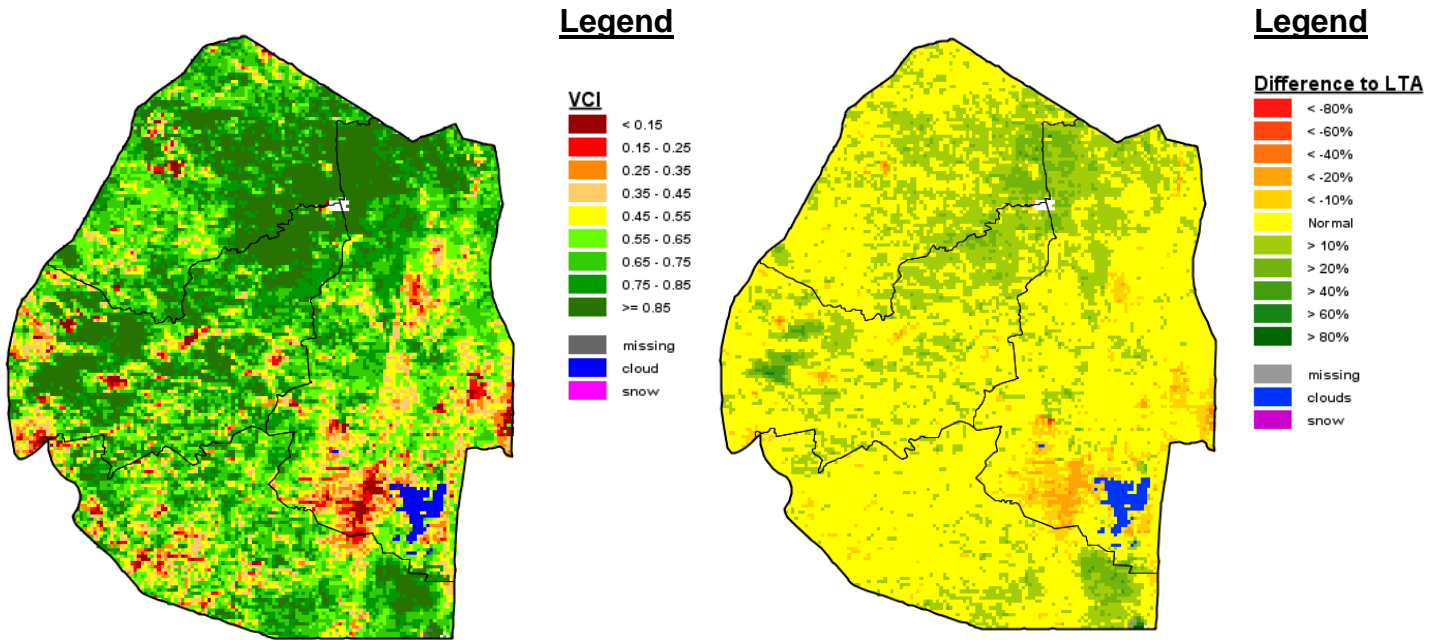 Legend
VCI
< 0.15
0.15 - 0.25
0.25 - 0.35
0.35 - 0.45
0.45 - 0.55
0.55 - 0.65
0.65 - 0.75
0.75 - 0.85
>= 0.85
missing
cloud
snow
Legend
Difference to LTA
< -80%
< -60%
< -40%
< -20%
< -10%
Normal
> 10%
> 20%
> 40%
> 60%
> 80%
missing
clouds
snow